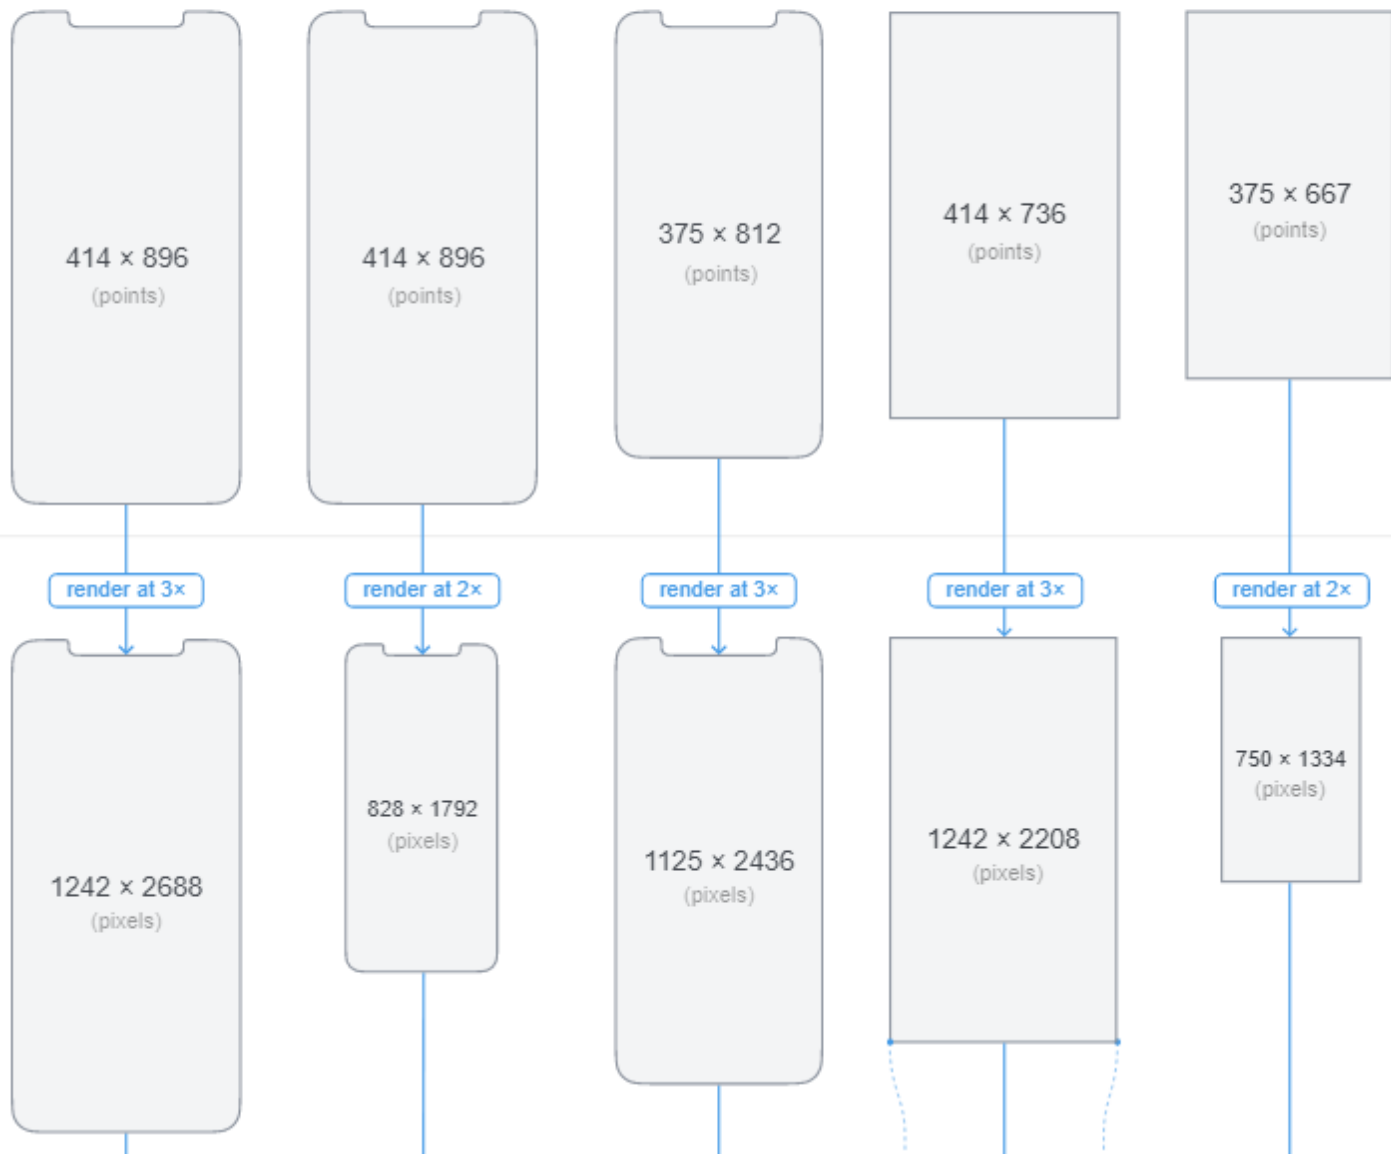 414 × 896
(points)
414 × 896
(points)
375 × 812
(points)
414 × 736
(points)
375 × 667
(points)
render at 3×
render at 2×
render at 3×
render at 3×
render at 2×
1242 × 2688
(pixels)
828 × 1792
(pixels)
1125 × 2436
(pixels)
1242 × 2208
(pixels)
750 × 1334
(pixels)